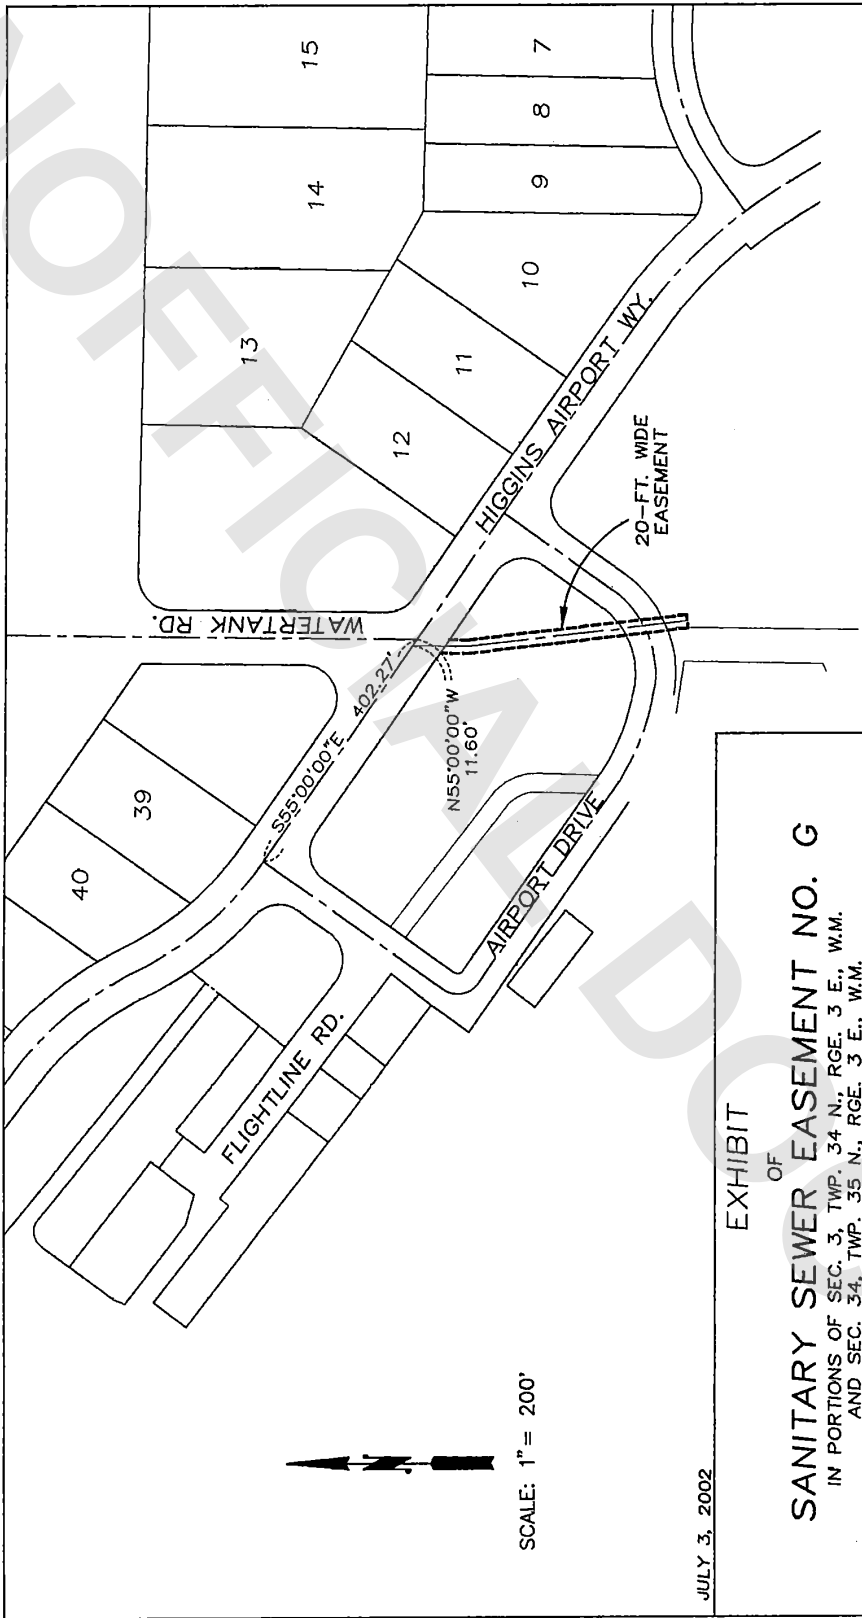 15
14
13
7
8
9
10
11
12
HIGGINS AIRPORT WY.
20-FT. WIDE
EASEMENT
WATERTANK RD.
S55°00'00"E 402.27'
N55°00'00"W
11.60'
39
40
AIRPORT DRIVE
FLIGHTLINE RD.
N
SCALE: 1" = 200'
JULY 3, 2002
EXHIBIT
OF
SANITARY SEWER EASEMENT NO. G
IN PORTIONS OF SEC. 3, TWP. 34 N., RGE. 3 E., W.M.
AND SEC. 34, TWP. 35 N., RGE. 3 E., W.M.
UNOFFICIAL DOC